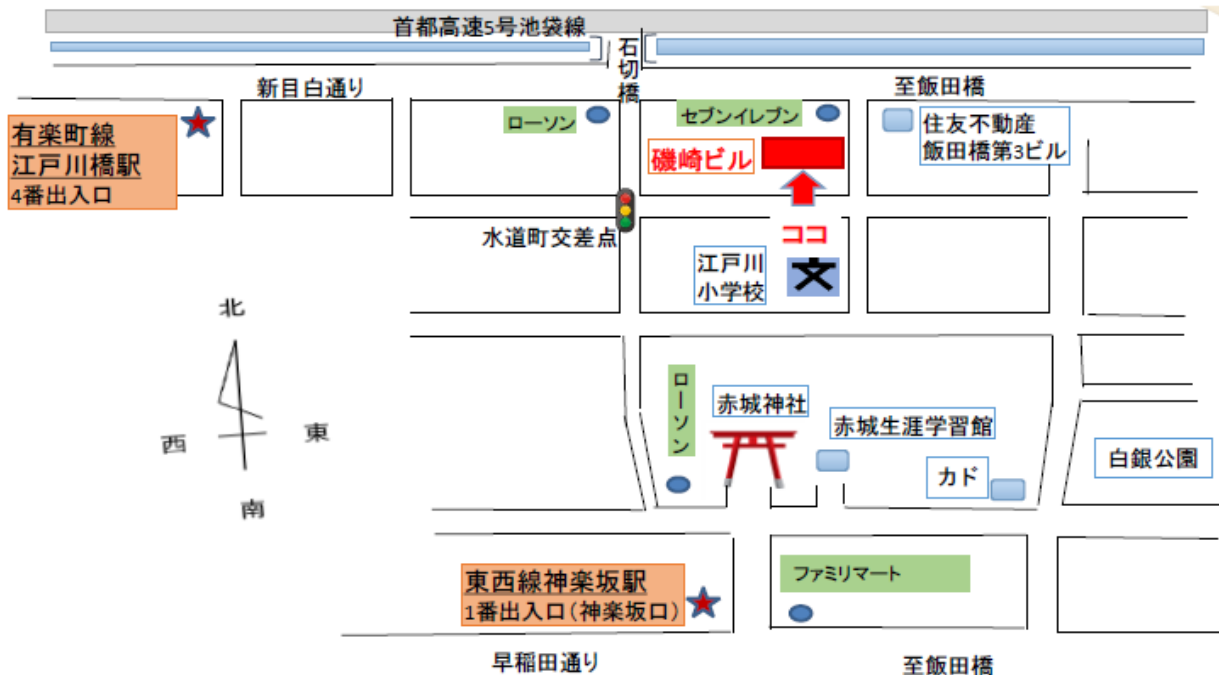 首都高速5号池袋線
石切橋
新目白通り
至飯田橋
有楽町線
江戸川橋駅
4番出入口
ローソン
セブンイレブン
磯崎ビル
住友不動産
飯田橋第3ビル
水道町交差点
ココ
江戸川
小学校
文
北
西
東
南
ローソン
赤城神社
赤城生涯学習館
カド
白銀公園
東西線神楽坂駅
1番出入口(神楽坂口)
ファミリマート
早稲田通り
至飯田橋